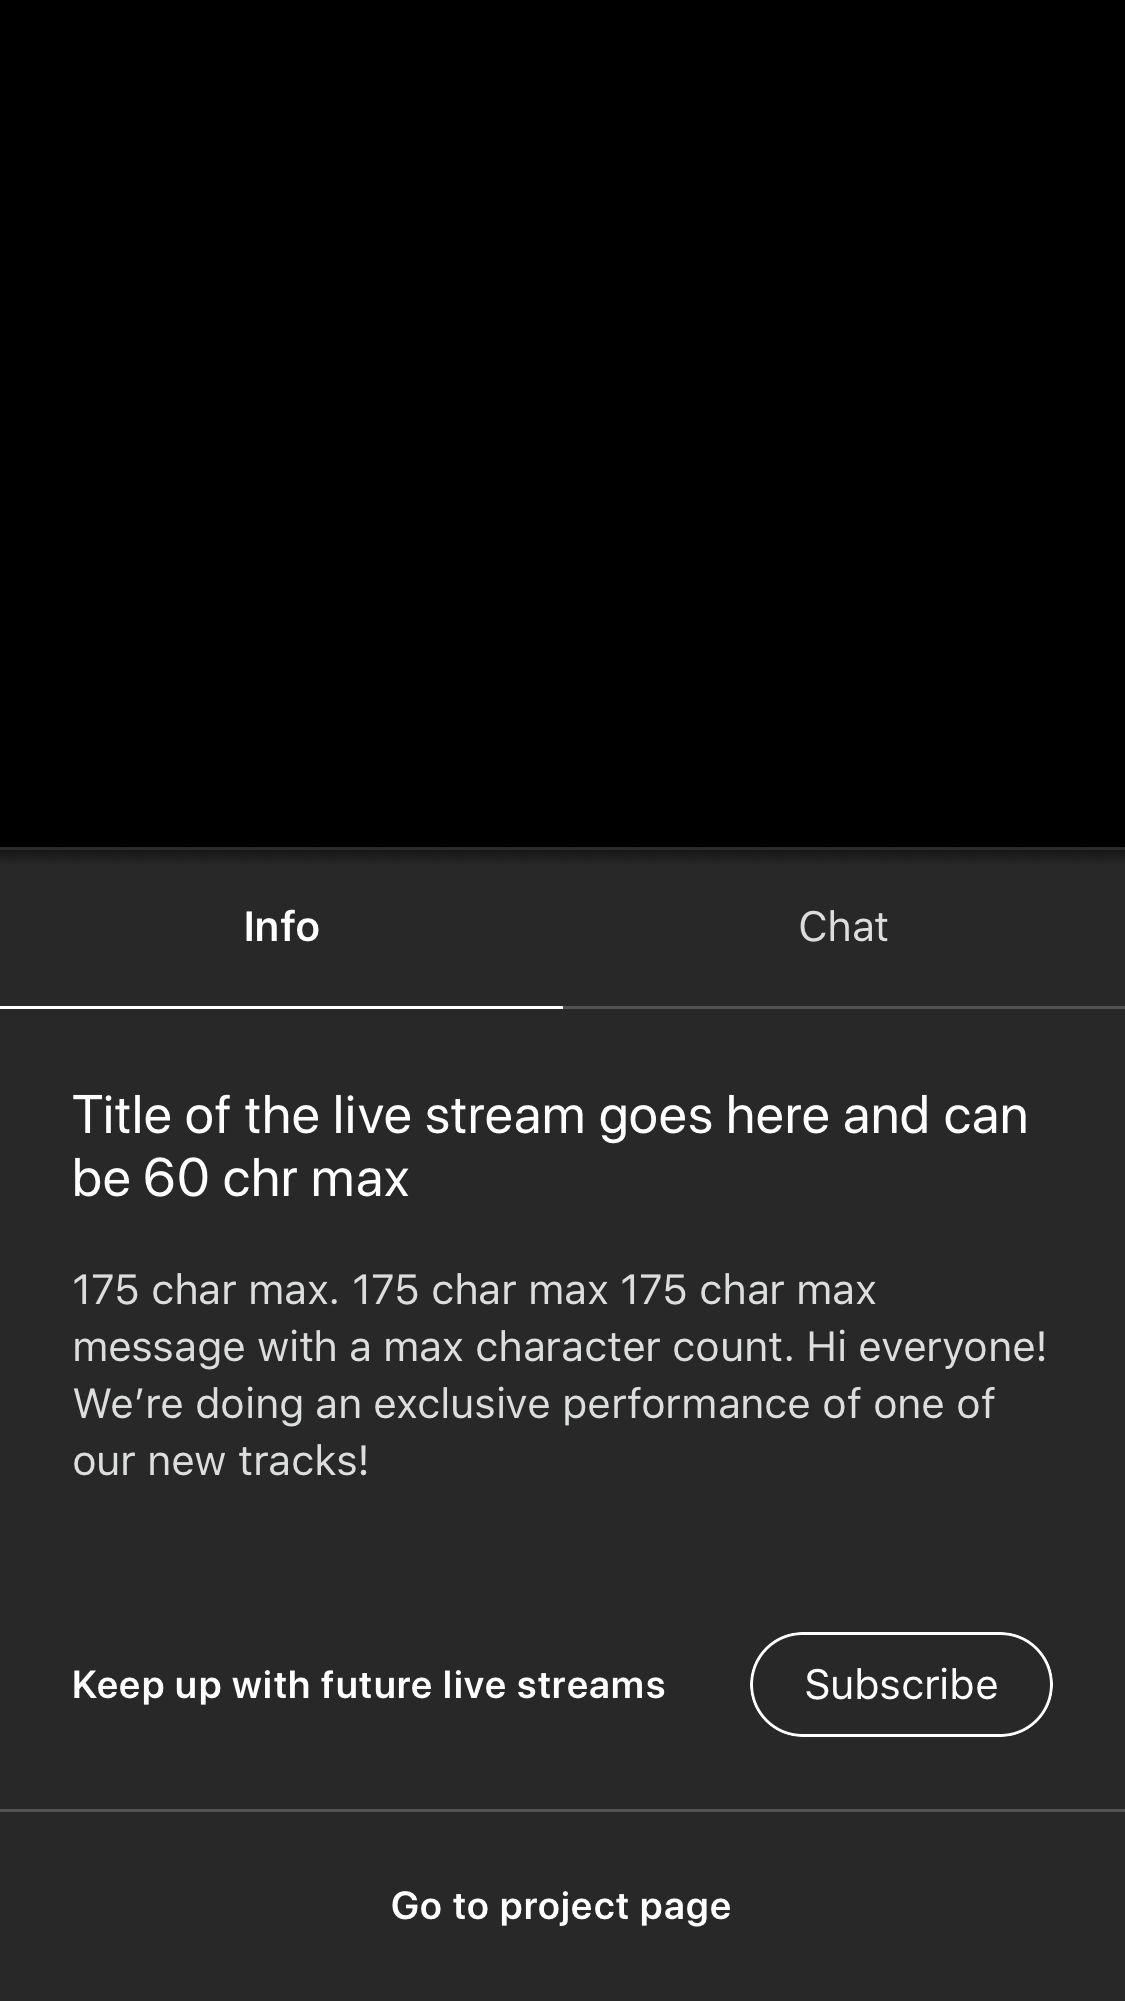 Info
Chat
Title of the live stream goes here and can
be 60 chr max
175 char max. 175 char max 175 char max
message with a max character count. Hi everyone!
We’re doing an exclusive performance of one of
our new tracks!
Keep up with future live streams
Subscribe
Go to project page